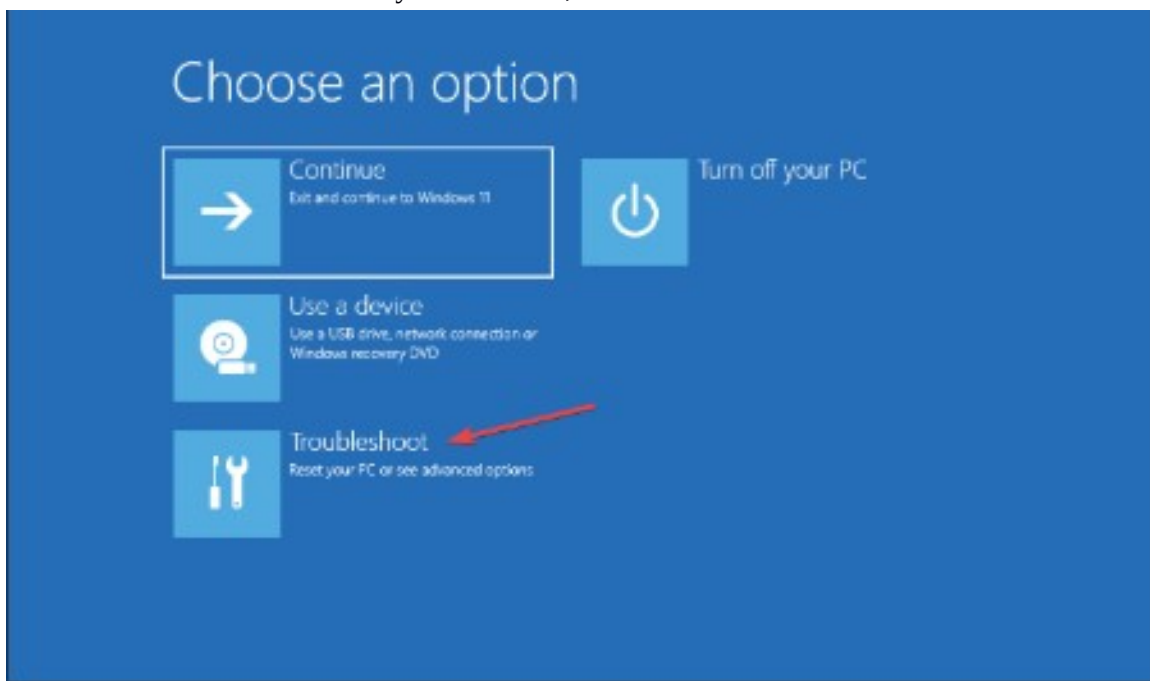 Choose an option
Continue
Exit and continue to Windows 11
Turn off your PC
Use a device
Use a USB drive, network connection or
Windows recovery DVD
Troubleshoot
Reset your PC or see advanced options